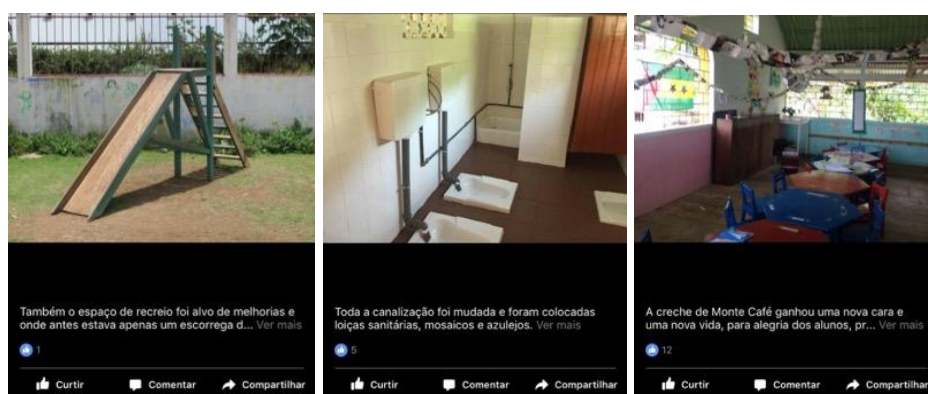 Também o espaço de recreio foi alvo de melhorias e
onde antes estava apenas um escorrega d... Ver mais
1
Curtir
Comentar
Compartilhar
Toda a canalização foi mudada e foram colocadas
loiças sanitárias, mosaicos e azulejos. Ver mais
5
Curtir
Comentar
Compartilhar
A creche de Monte Café ganhou uma nova cara e
uma nova vida, para alegria dos alunos, pr... Ver mais
12
Curtir
Comentar
Compartilhar